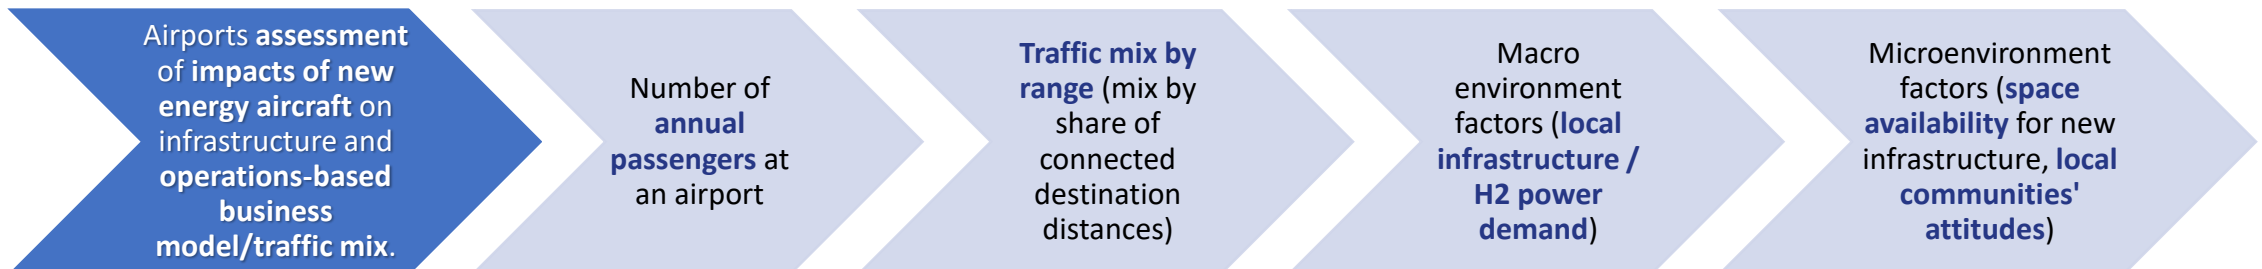 Airports assessment
of impacts of new
energy aircraft on
infrastructure and
operations-based
business
model/traffic mix.
Number of
annual
passengers at
an airport
Traffic mix by
range (mix by
share of
connected
destination
distances)
Macro
environment
factors (local
infrastructure /
H2 power
demand)
Microenvironment
factors (space
availability for new
infrastructure, local
communities'
attitudes)